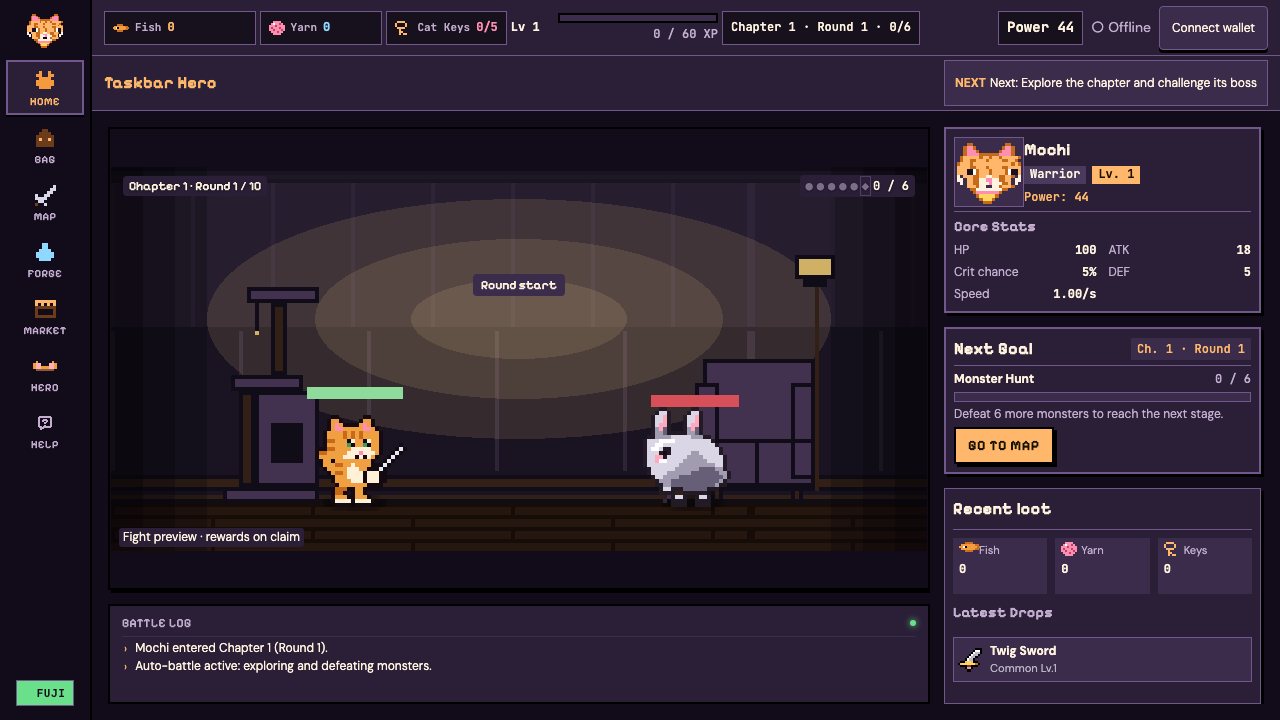 Fish 0
Yarn 0
Cat Keys 0/5
Lv 1
0 / 60 XP
Chapter 1 · Round 1 · 0/6
Power 44
Offline
Connect wallet
HOME
BAG
MAP
FORGE
MARKET
HERO
HELP
FUJI
Taskbar Hero
NEXT Next: Explore the chapter and challenge its boss
Chapter 1 · Round 1 / 10
0 / 6
Round start
Fight preview · rewards on claim
BATTLE LOG
› Mochi entered Chapter 1 (Round 1).
› Auto-battle active: exploring and defeating monsters.
Mochi
Warrior
Lv. 1
Power: 44
Core Stats
HP 100 ATK 18
Crit chance 5% DEF 5
Speed 1.00/s
Next Goal
Ch. 1 · Round 1
Monster Hunt 0 / 6
Defeat 6 more monsters to reach the next stage.
GO TO MAP
Recent loot
Fish
0
Yarn
0
Keys
0
Latest Drops
Twig Sword
Common Lv.1